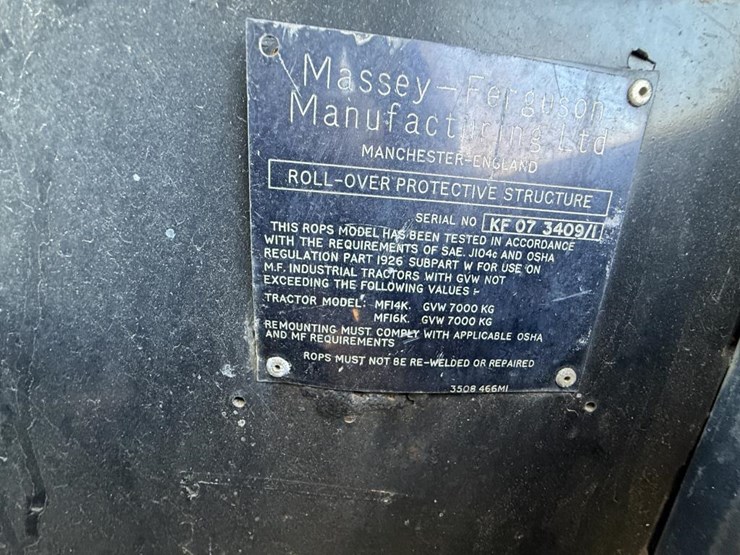 Massey-Ferguson
Manufacturing Ltd
MANCHESTER-ENGLAND
ROLL-OVER PROTECTIVE STRUCTURE
SERIAL NO KF 07 3409/1
THIS ROPS MODEL HAS BEEN TESTED IN ACCORDANCE
WITH THE REQUIREMENTS OF SAE. J104c AND OSHA
REGULATION PART 1926 SUBPART W FOR USE ON
M.F. INDUSTRIAL TRACTORS WITH GVW NOT
EXCEEDING THE FOLLOWING VALUES :-
TRACTOR MODEL: MF14K. GVW 7000 KG
MF16K. GVW 7000 KG
REMOUNTING MUST COMPLY WITH APPLICABLE OSHA
AND MF REQUIREMENTS
ROPS MUST NOT BE RE-WELDED OR REPAIRED
3508 466M1